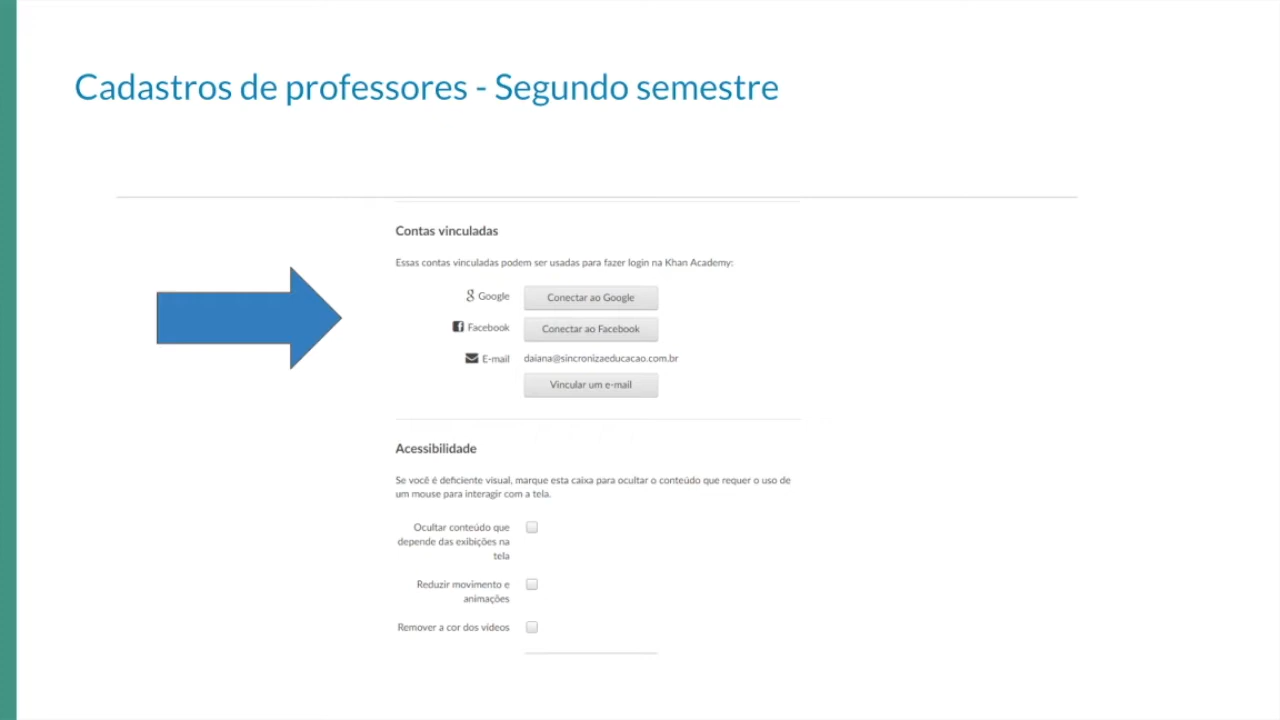 Cadastros de professores - Segundo semestre
Contas vinculadas
Essas contas vinculadas podem ser usadas para fazer login na Khan Academy:
Google
Conectar ao Google
Facebook
Conectar ao Facebook
E-mail
daiana@sincronizaeducacao.com.br
Vincular um e-mail
Acessibilidade
Se você é deficiente visual, marque esta caixa para ocultar o conteúdo que requer o uso de
um mouse para interagir com a tela.
Ocultar conteúdo que
depende das exibições na
tela
Reduzir movimento e
animações
Remover a cor dos vídeos